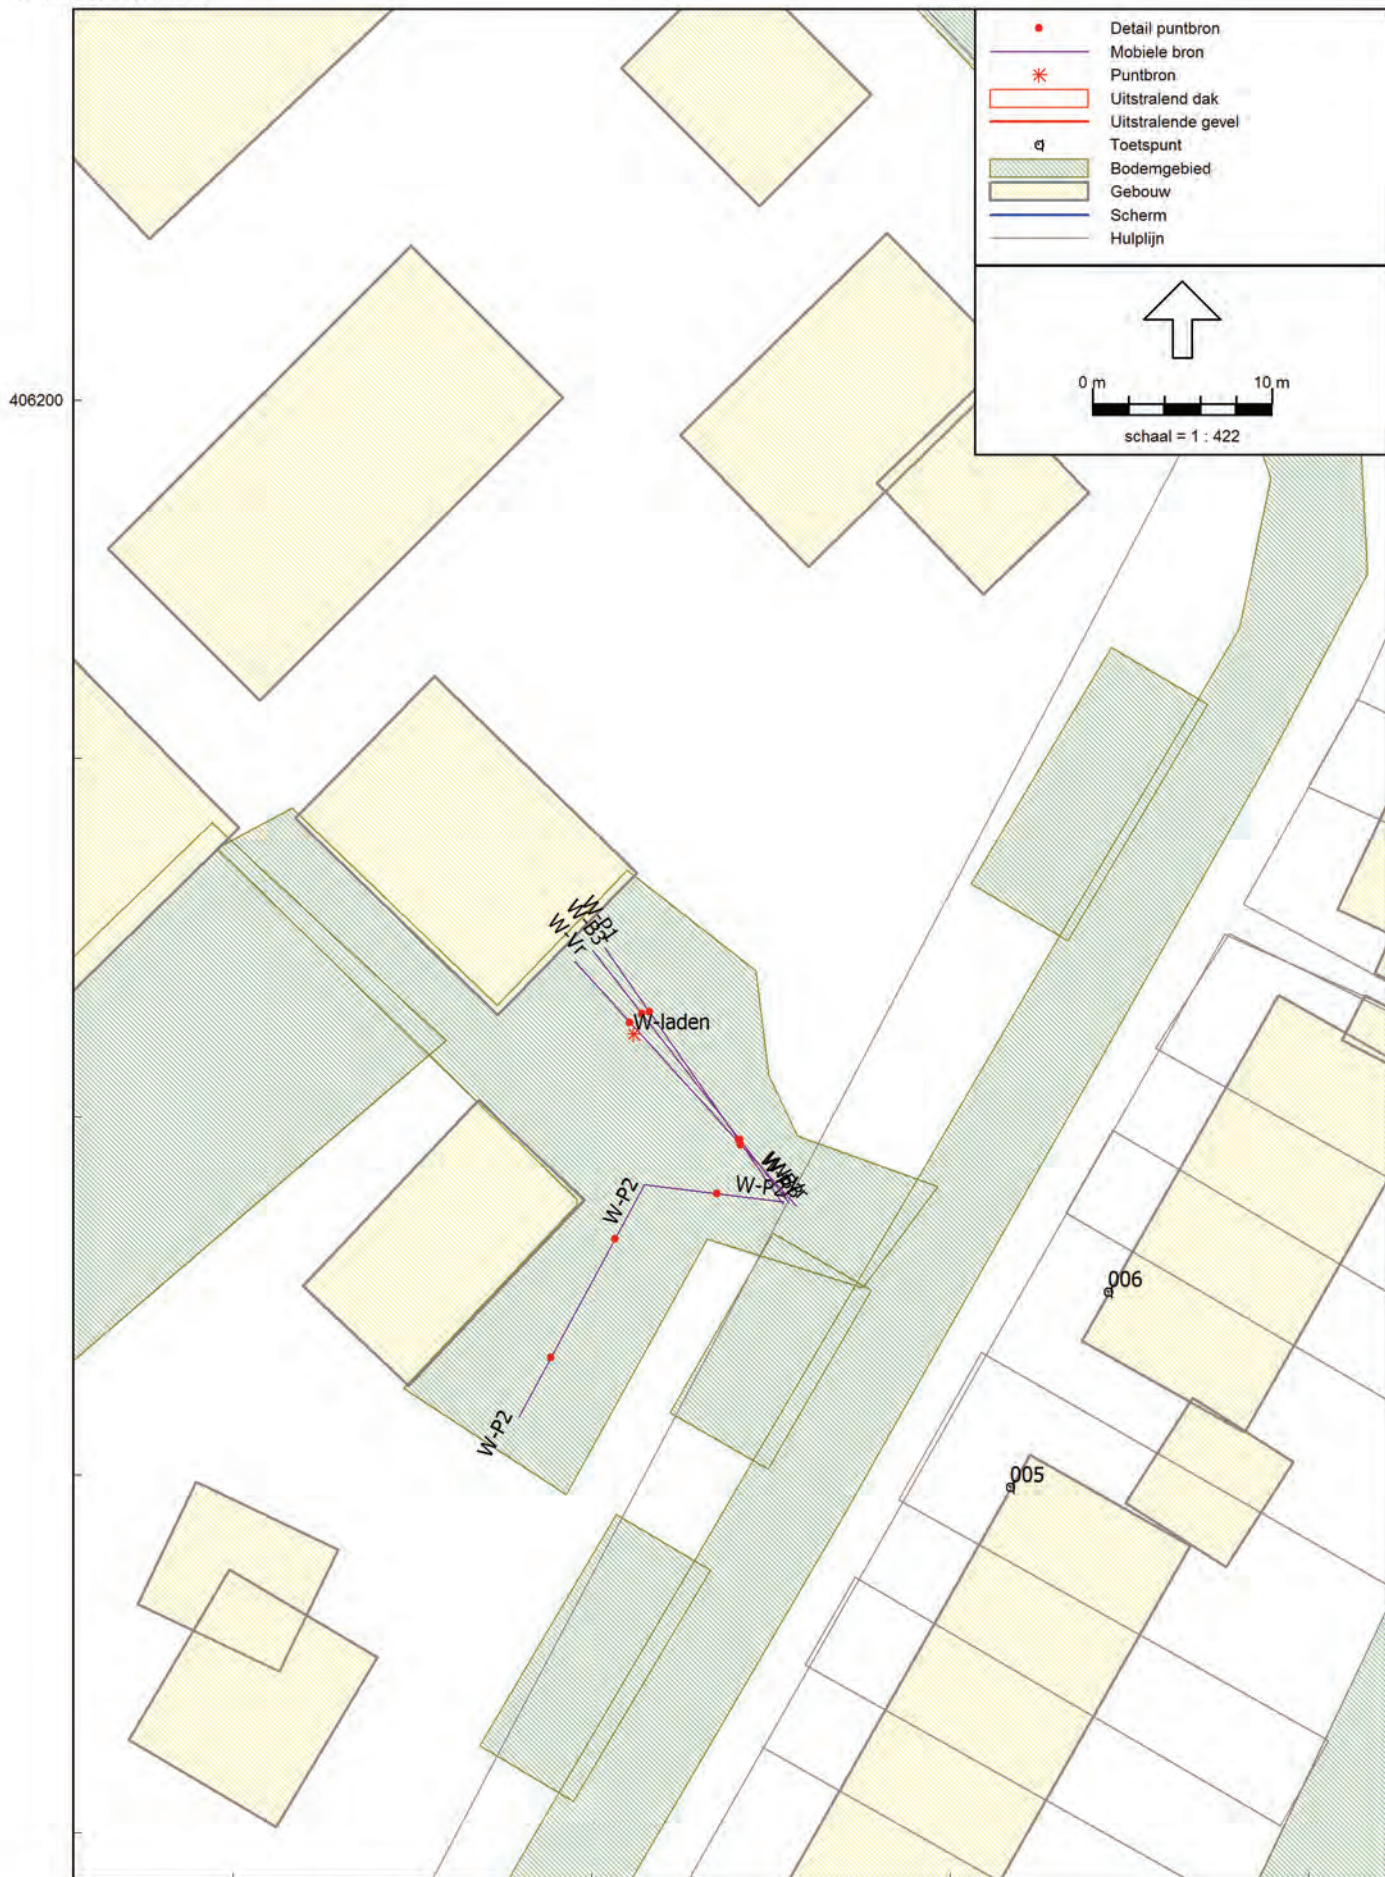 Detail puntbron
Mobiele bron
Puntbron
Uitstralend dak
Uitstralende gevel
Toetspunt
Bodemgebied
Gebouw
Scherm
Hulplijn
0 m 10 m
schaal = 1 : 422
406200
W-P1
W-B3
W-Vr
W-laden
W-P2
W-P2
W-P2
006
005